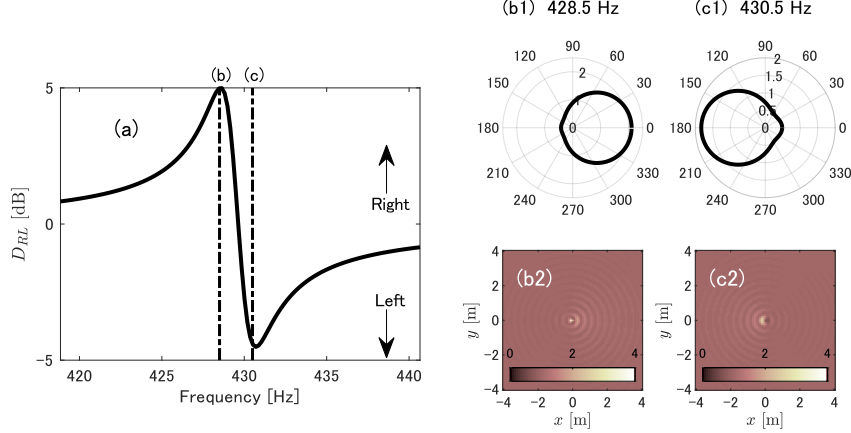 (b1) 428.5 Hz
(c1) 430.5 Hz
(b) (c)
5
(a)
0
-5
D_RL [dB]
Right
Left
420 425 430 435 440
Frequency [Hz]
90
120 60
150 30
180 0
210 330
240 300
270
2
1
0
90
120 60
150 30
180 0
210 330
240 300
270
2
1.5
1
0.5
0
(b2)
4
2
0
-2
-4
y [m]
0 2 4
-4 -2 0 2 4
x [m]
(c2)
4
2
0
-2
-4
y [m]
0 2 4
-4 -2 0 2 4
x [m]